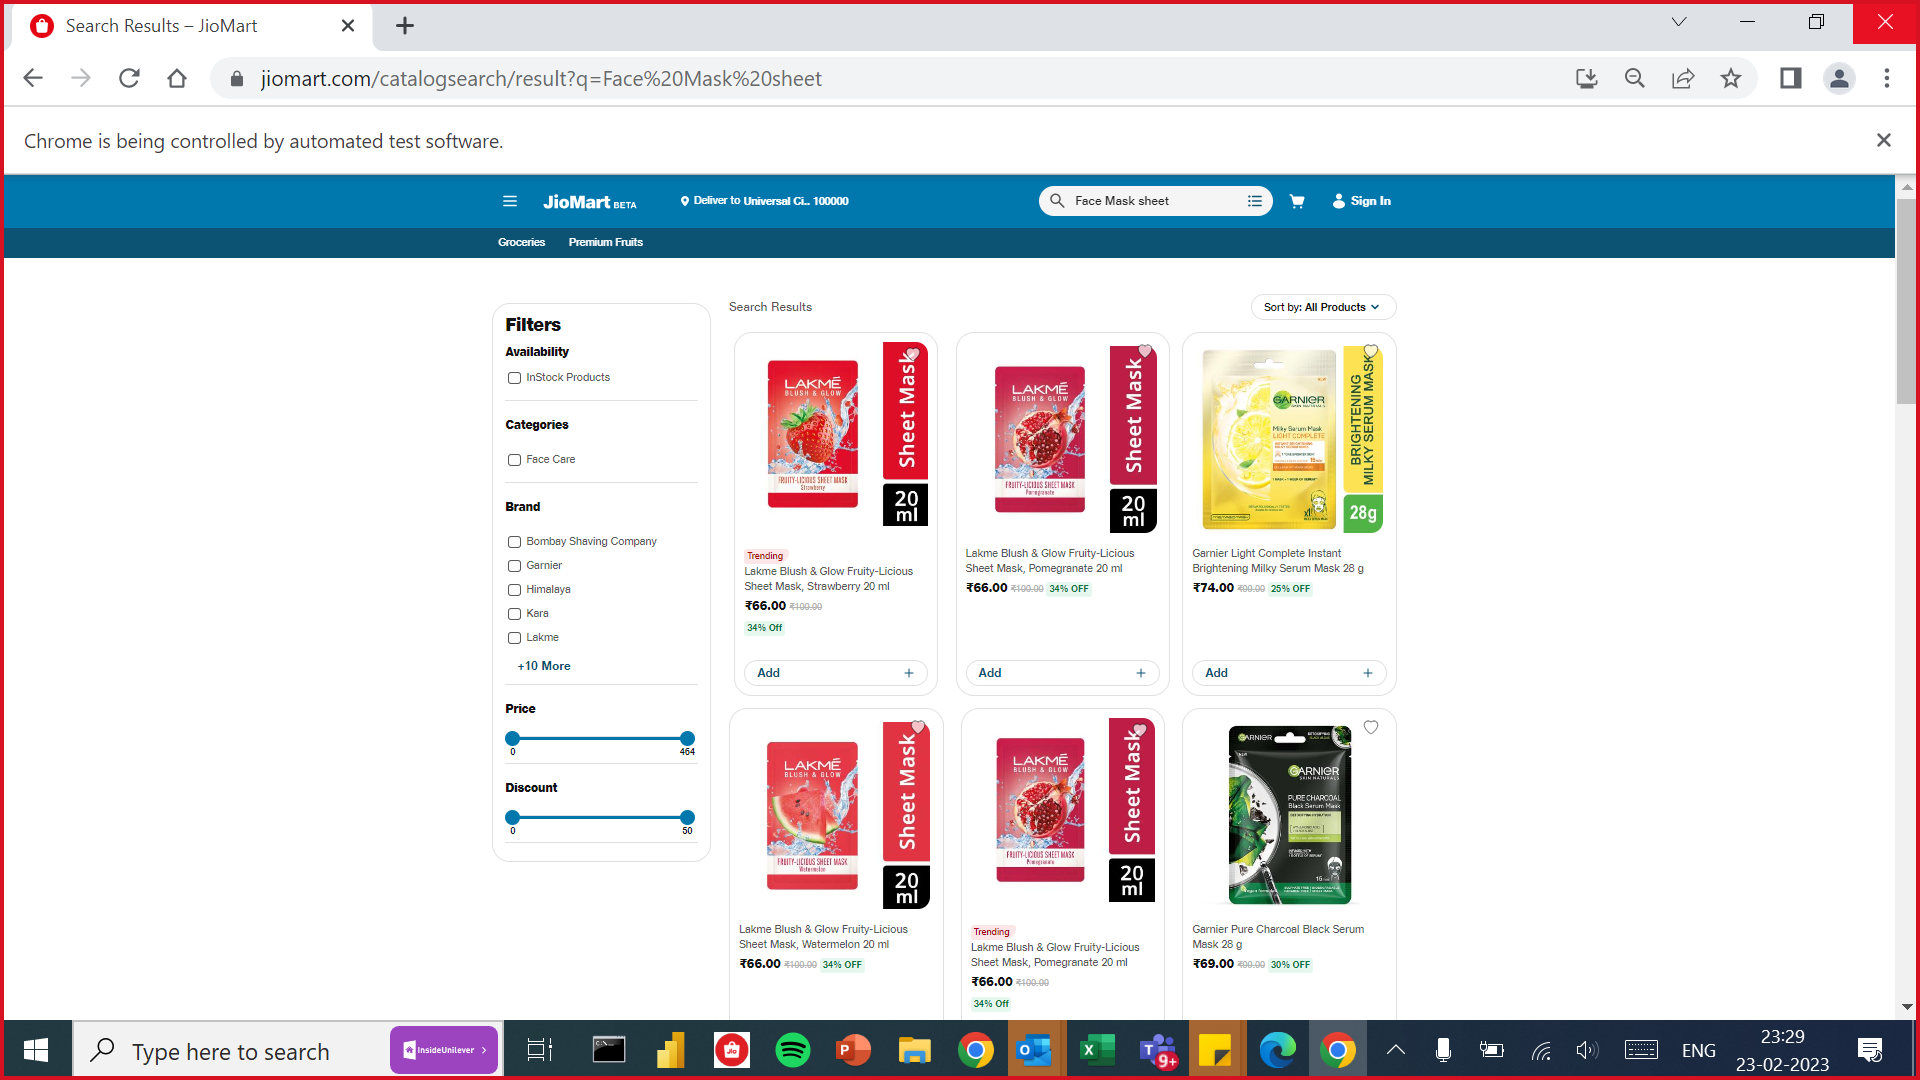 Search Results – JioMart
jiomart.com/catalogsearch/result?q=Face%20Mask%20sheet
Chrome is being controlled by automated test software.
JioMart BETA
Deliver to Universal Ci... 100000
Face Mask sheet
Sign In
Groceries
Premium Fruits
Filters
Availability
InStock Products
Categories
Face Care
Brand
Bombay Shaving Company
Garnier
Himalaya
Kara
Lakme
+10 More
Price
0
464
Discount
0
50
Search Results
Sort by: All Products
LAKMÉ
BLUSH & GLOW
FRUITY-LICIOUS SHEET MASK
Strawberry
Sheet Mask
20
ml
Trending
Lakme Blush & Glow Fruity-Licious
Sheet Mask, Strawberry 20 ml
₹66.00 ₹100.00
34% Off
Add
LAKMÉ
BLUSH & GLOW
FRUITY-LICIOUS SHEET MASK
Pomegranate
Sheet Mask
20
ml
Lakme Blush & Glow Fruity-Licious
Sheet Mask, Pomegranate 20 ml
₹66.00 ₹100.00 34% OFF
Add
GARNIER
SKIN NATURALS
Milky Serum Mask
LIGHT COMPLETE
BRIGHTENING
MILKY SERUM MASK
28g
Garnier Light Complete Instant
Brightening Milky Serum Mask 28 g
₹74.00 ₹99.00 25% OFF
Add
LAKMÉ
BLUSH & GLOW
FRUITY-LICIOUS SHEET MASK
Watermelon
Sheet Mask
20
ml
Lakme Blush & Glow Fruity-Licious
Sheet Mask, Watermelon 20 ml
₹66.00 ₹100.00 34% OFF
LAKMÉ
BLUSH & GLOW
FRUITY-LICIOUS SHEET MASK
Pomegranate
Sheet Mask
20
ml
Trending
Lakme Blush & Glow Fruity-Licious
Sheet Mask, Pomegranate 20 ml
₹66.00 ₹100.00
34% Off
GARNIER
GARNIER
SKIN NATURALS
PURE CHARCOAL
Black Serum Mask
Garnier Pure Charcoal Black Serum
Mask 28 g
₹69.00 ₹99.00 30% OFF
Type here to search
InsideUnilever
9+
ENG
23:29
23-02-2023